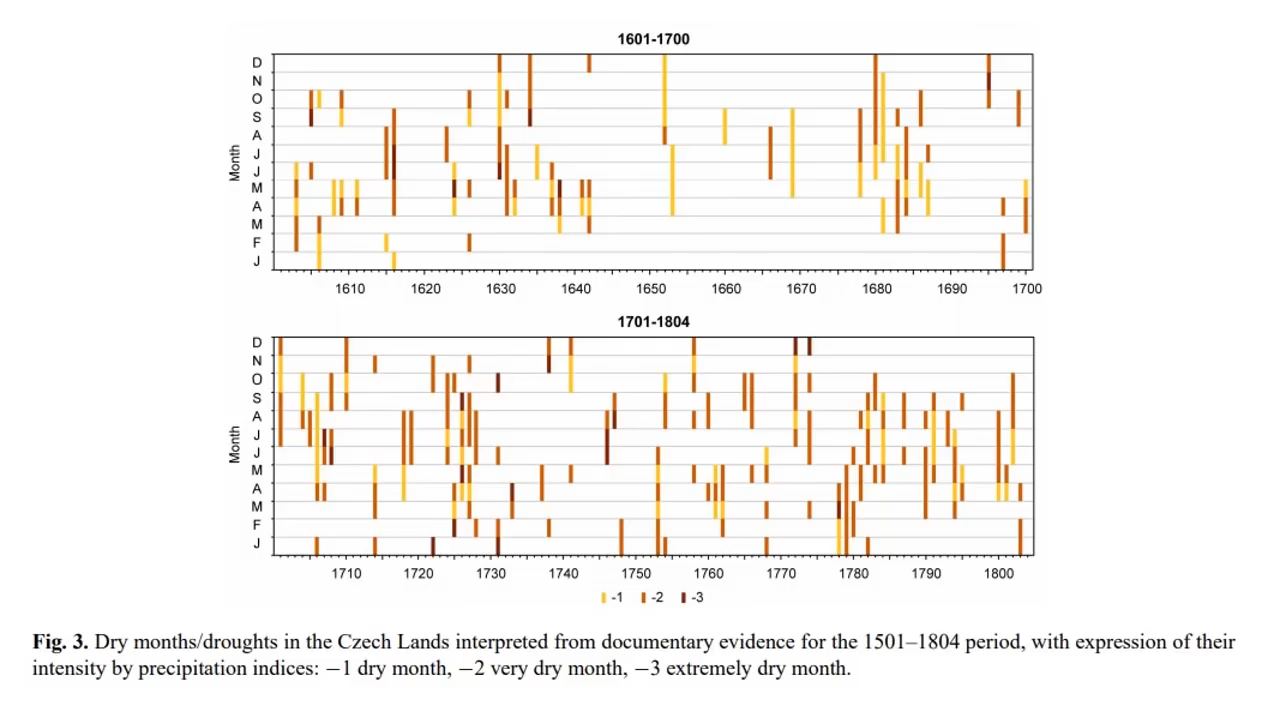 1601-1700
D
N
O
S
A
J
J
M
A
M
F
J
Month
1610 1620 1630 1640 1650 1660 1670 1680 1690 1700
1701-1804
D
N
O
S
A
J
J
M
A
M
F
J
Month
1710 1720 1730 1740 1750 1760 1770 1780 1790 1800
-1 -2 -3
Fig. 3. Dry months/droughts in the Czech Lands interpreted from documentary evidence for the 1501–1804 period, with expression of their
intensity by precipitation indices: −1 dry month, −2 very dry month, −3 extremely dry month.